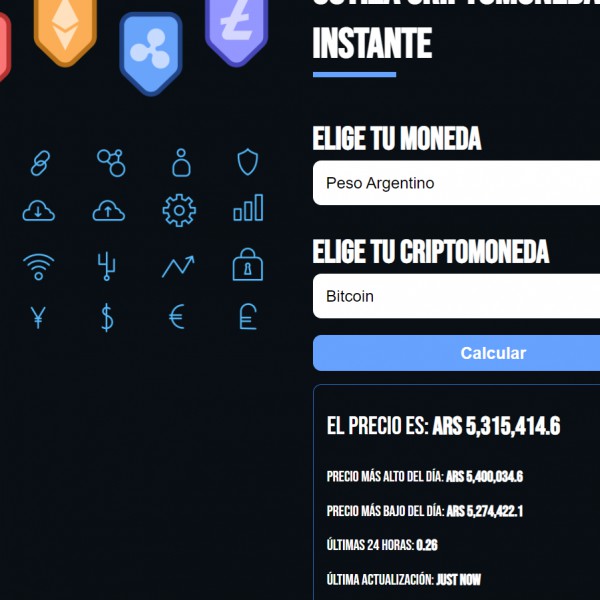 INSTANTE
ELIGE TU MONEDA
Peso Argentino
ELIGE TU CRIPTOMONEDA
Bitcoin
Calcular
EL PRECIO ES: ARS 5,315,414.6
PRECIO MÁS ALTO DEL DÍA: ARS 5,400,034.6
PRECIO MÁS BAJO DEL DÍA: ARS 5,274,422.1
ÚLTIMAS 24 HORAS: 0.26
ÚLTIMA ACTUALIZACIÓN: JUST NOW